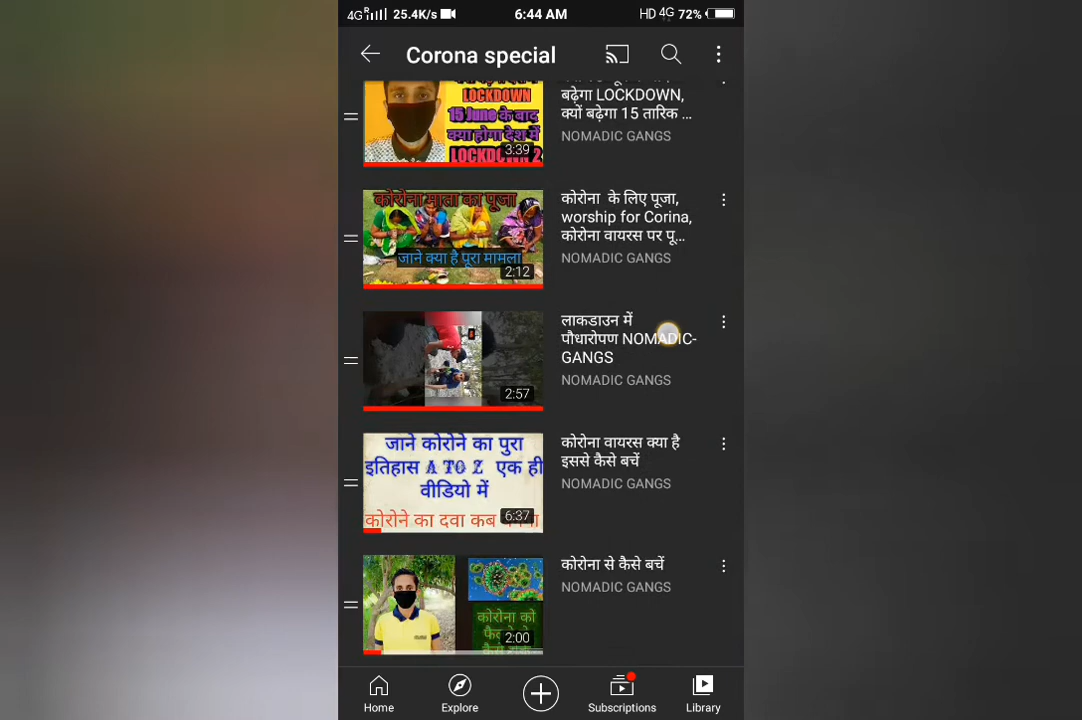 4G R 25.4K/s 6:44 AM HD 4G 72%
Corona special
LOCKDOWN
15 June के बाद
क्या होगा देश में
LOCKDOWN 2
3:39
बढ़ेगा LOCKDOWN,
क्यों बढ़ेगा 15 तारिक ...
NOMADIC GANGS
कोरोना माता का पूजा
जाने क्या है पूरा मामला
2:12
कोरोना के लिए पूजा,
worship for Corina,
कोरोना वायरस पर पू...
NOMADIC GANGS
2:57
लाकडाउन में
पौधारोपण NOMADIC-
GANGS
NOMADIC GANGS
जाने कोरोने का पुरा
इतिहास A TO Z एक ही
वीडियो में
कोरोने का दवा कब
6:37
कोरोना वायरस क्या है
इससे कैसे बचें
NOMADIC GANGS
कोरोना को
2:00
कोरोना से कैसे बचें
NOMADIC GANGS
Home Explore Subscriptions Library